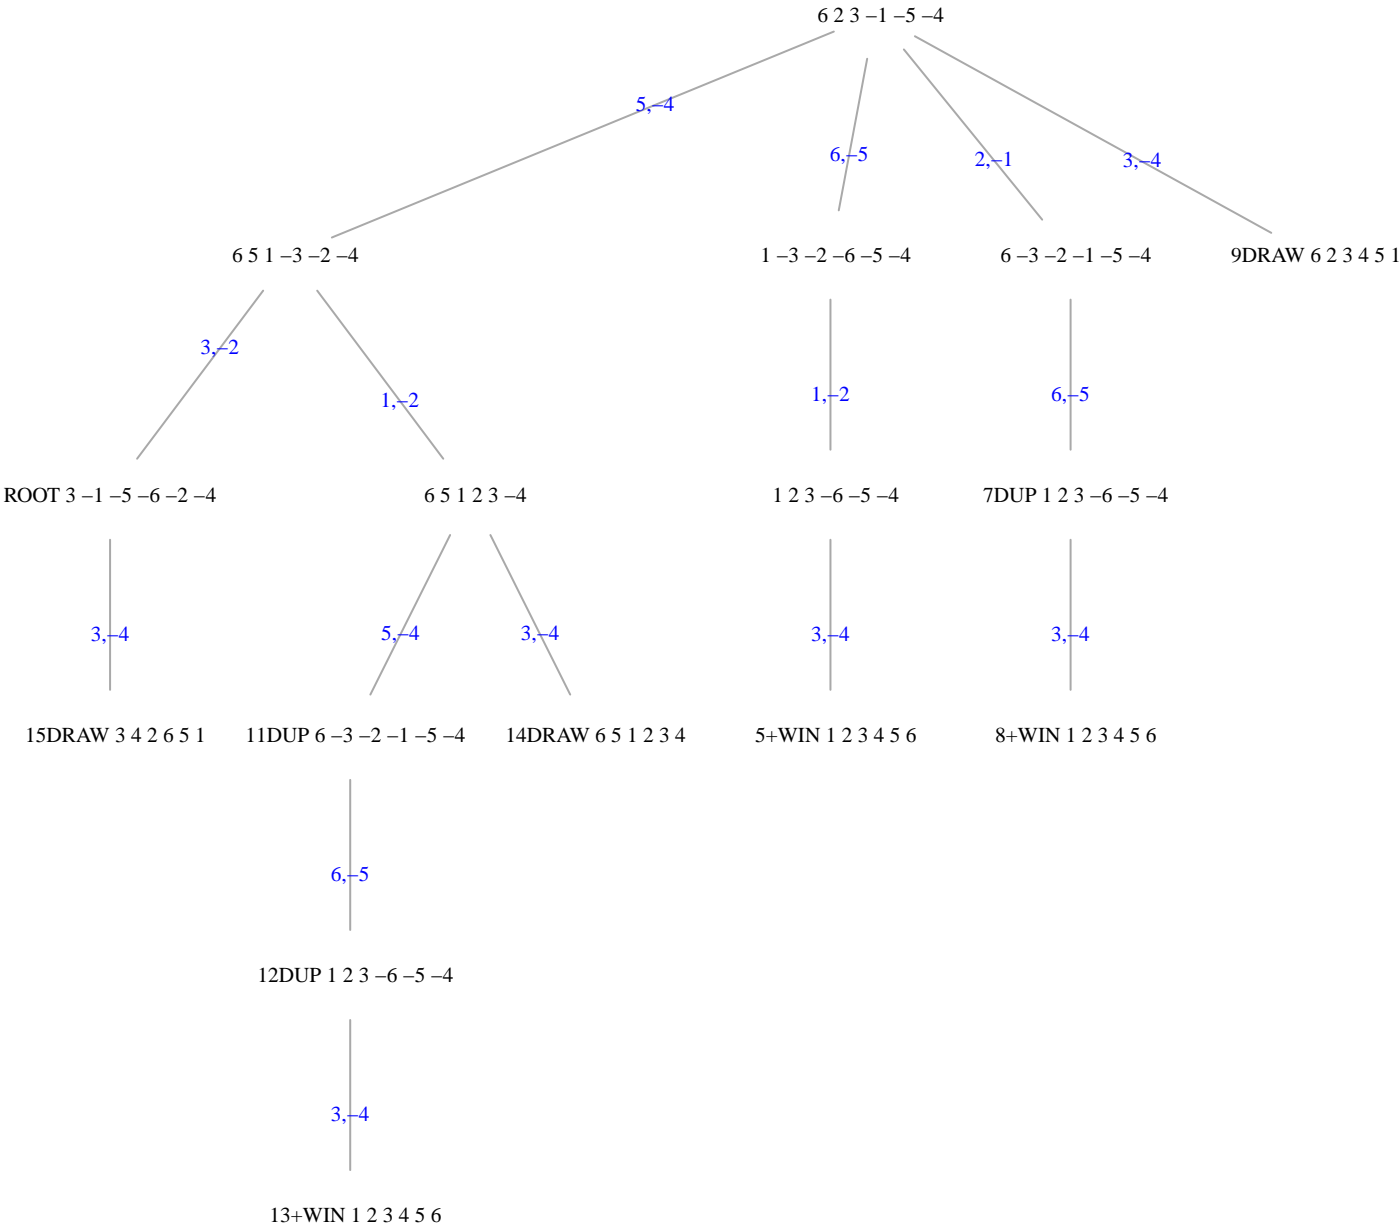 6 2 3 –1 –5 –4
5,–4
6,–5
2,–1
3,–4
6 5 1 –3 –2 –4
1 –3 –2 –6 –5 –4
6 –3 –2 –1 –5 –4
9DRAW 6 2 3 4 5 1
3,–2
1,–2
1,–2
6,–5
ROOT 3 –1 –5 –6 –2 –4
6 5 1 2 3 –4
1 2 3 –6 –5 –4
7DUP 1 2 3 –6 –5 –4
3,–4
5,–4
3,–4
3,–4
3,–4
15DRAW 3 4 2 6 5 1
11DUP 6 –3 –2 –1 –5 –4
14DRAW 6 5 1 2 3 4
5+WIN 1 2 3 4 5 6
8+WIN 1 2 3 4 5 6
6,–5
12DUP 1 2 3 –6 –5 –4
3,–4
13+WIN 1 2 3 4 5 6